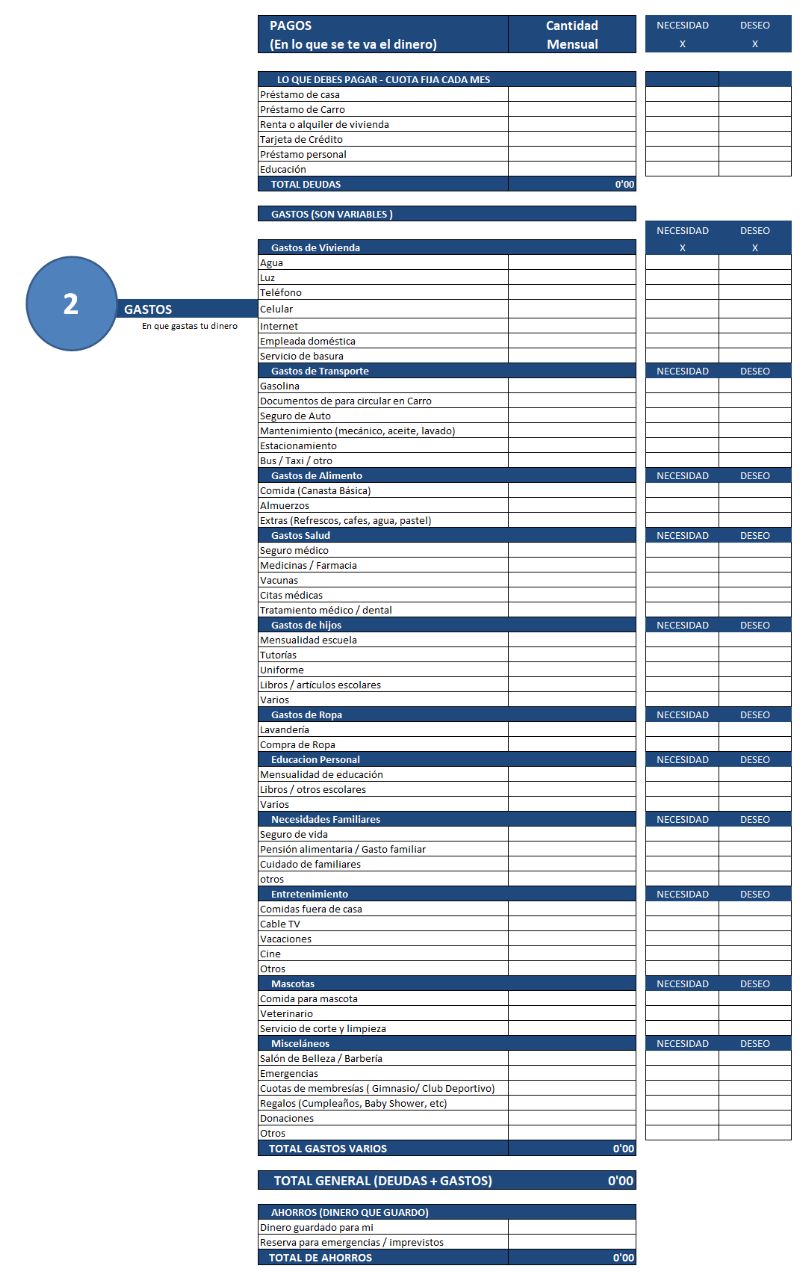 PAGOS Cantidad NECESIDAD DESEO
(En lo que se te va el dinero) Mensual X X
LO QUE DEBES PAGAR - CUOTA FIJA CADA MES
Préstamo de casa
Préstamo de Carro
Renta o alquiler de vivienda
Tarjeta de Crédito
Préstamo personal
Educación
TOTAL DEUDAS 0'00
GASTOS (SON VARIABLES )
NECESIDAD DESEO
Gastos de Vivienda X X
Agua
Luz
Teléfono
2
GASTOS
Celular
En que gastas tu dinero
Internet
Empleada doméstica
Servicio de basura
Gastos de Transporte NECESIDAD DESEO
Gasolina
Documentos de para circular en Carro
Seguro de Auto
Mantenimiento (mecánico, aceite, lavado)
Estacionamiento
Bus / Taxi / otro
Gastos de Alimento NECESIDAD DESEO
Comida (Canasta Básica)
Almuerzos
Extras (Refrescos, cafes, agua, pastel)
Gastos Salud NECESIDAD DESEO
Seguro médico
Medicinas / Farmacia
Vacunas
Citas médicas
Tratamiento médico / dental
Gastos de hijos NECESIDAD DESEO
Mensualidad escuela
Tutorías
Uniforme
Libros / artículos escolares
Varios
Gastos de Ropa NECESIDAD DESEO
Lavandería
Compra de Ropa
Educacion Personal NECESIDAD DESEO
Mensualidad de educación
Libros / otros escolares
Varios
Necesidades Familiares NECESIDAD DESEO
Seguro de vida
Pensión alimentaria / Gasto familiar
Cuidado de familiares
otros
Entretenimiento NECESIDAD DESEO
Comidas fuera de casa
Cable TV
Vacaciones
Cine
Otros
Mascotas NECESIDAD DESEO
Comida para mascota
Veterinario
Servicio de corte y limpieza
Misceláneos NECESIDAD DESEO
Salón de Belleza / Barbería
Emergencias
Cuotas de membresías ( Gimnasio/ Club Deportivo)
Regalos (Cumpleaños, Baby Shower, etc)
Donaciones
Otros
TOTAL GASTOS VARIOS 0'00
TOTAL GENERAL (DEUDAS + GASTOS) 0'00
AHORROS (DINERO QUE GUARDO)
Dinero guardado para mi
Reserva para emergencias / imprevistos
TOTAL DE AHORROS 0'00